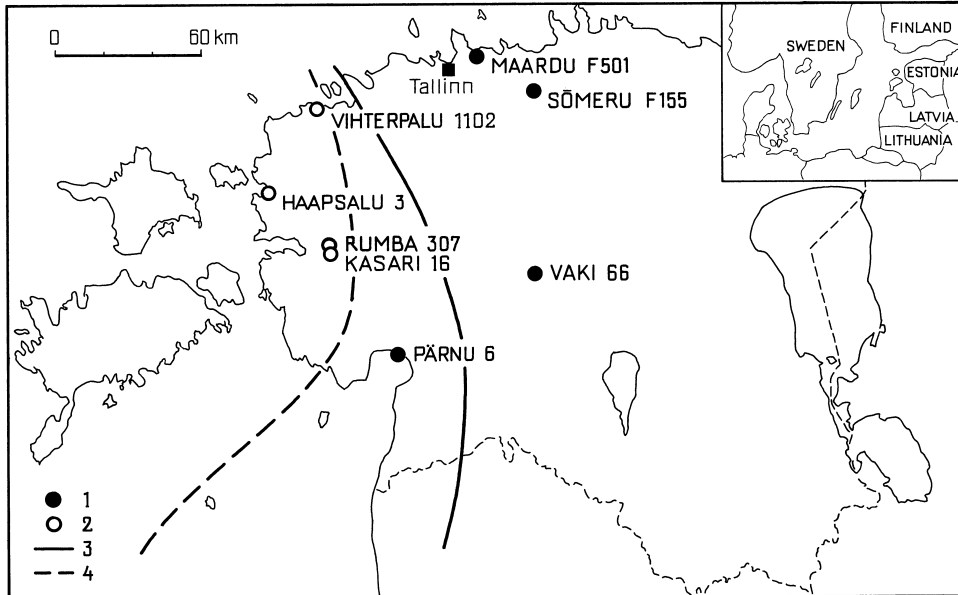 0 60 km
FINLAND
SWEDEN
ESTONIA
LATVIA
LITHUANIA
MAARDU F501
Tallinn
SÕMERU F155
VIHTERPALU 1102
HAAPSALU 3
RUMBA 307
KASARI 16
VAKI 66
PÄRNU 6
1
2
3
4